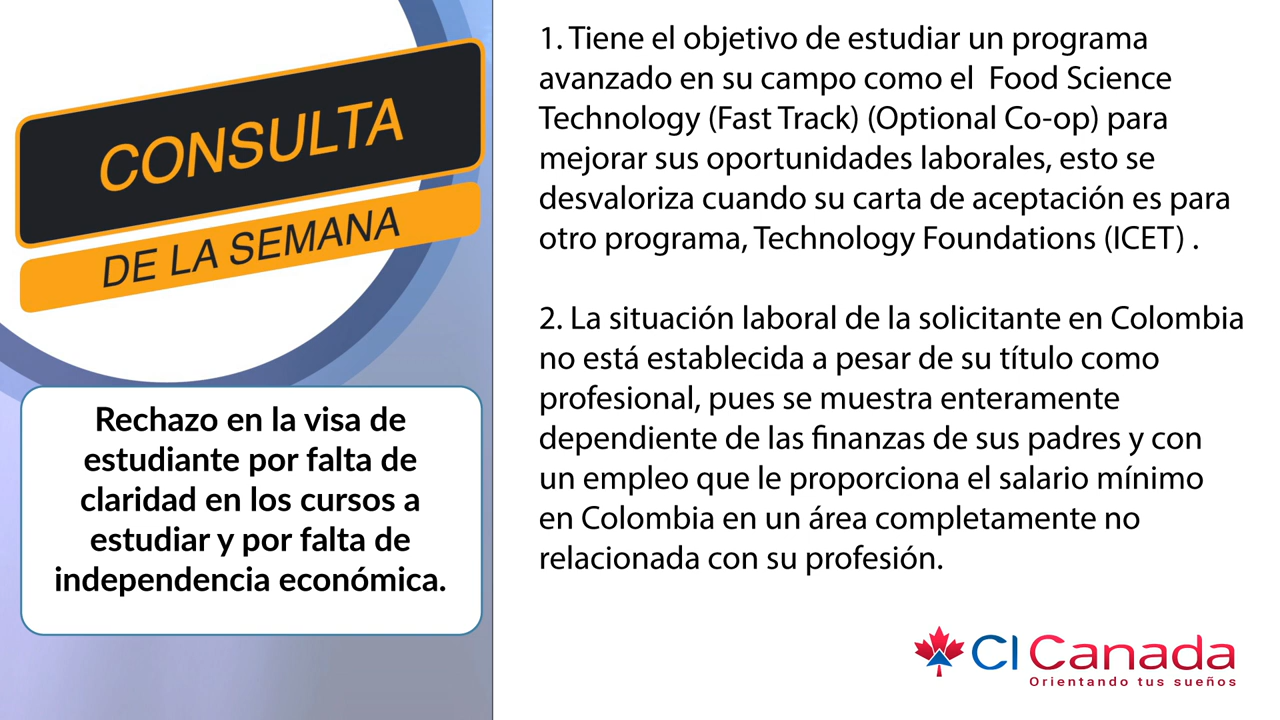 CONSULTA
DE LA SEMANA
Rechazo en la visa de
estudiante por falta de
claridad en los cursos a
estudiar y por falta de
independencia económica.
1. Tiene el objetivo de estudiar un programa
avanzado en su campo como el  Food Science
Technology (Fast Track) (Optional Co-op) para
mejorar sus oportunidades laborales, esto se
desvaloriza cuando su carta de aceptación es para
otro programa, Technology Foundations (ICET) .
2. La situación laboral de la solicitante en Colombia
no está establecida a pesar de su título como
profesional, pues se muestra enteramente
dependiente de las finanzas de sus padres y con
un empleo que le proporciona el salario mínimo
en Colombia en un área completamente no
relacionada con su profesión.
CI Canada
Orientando tus sueños